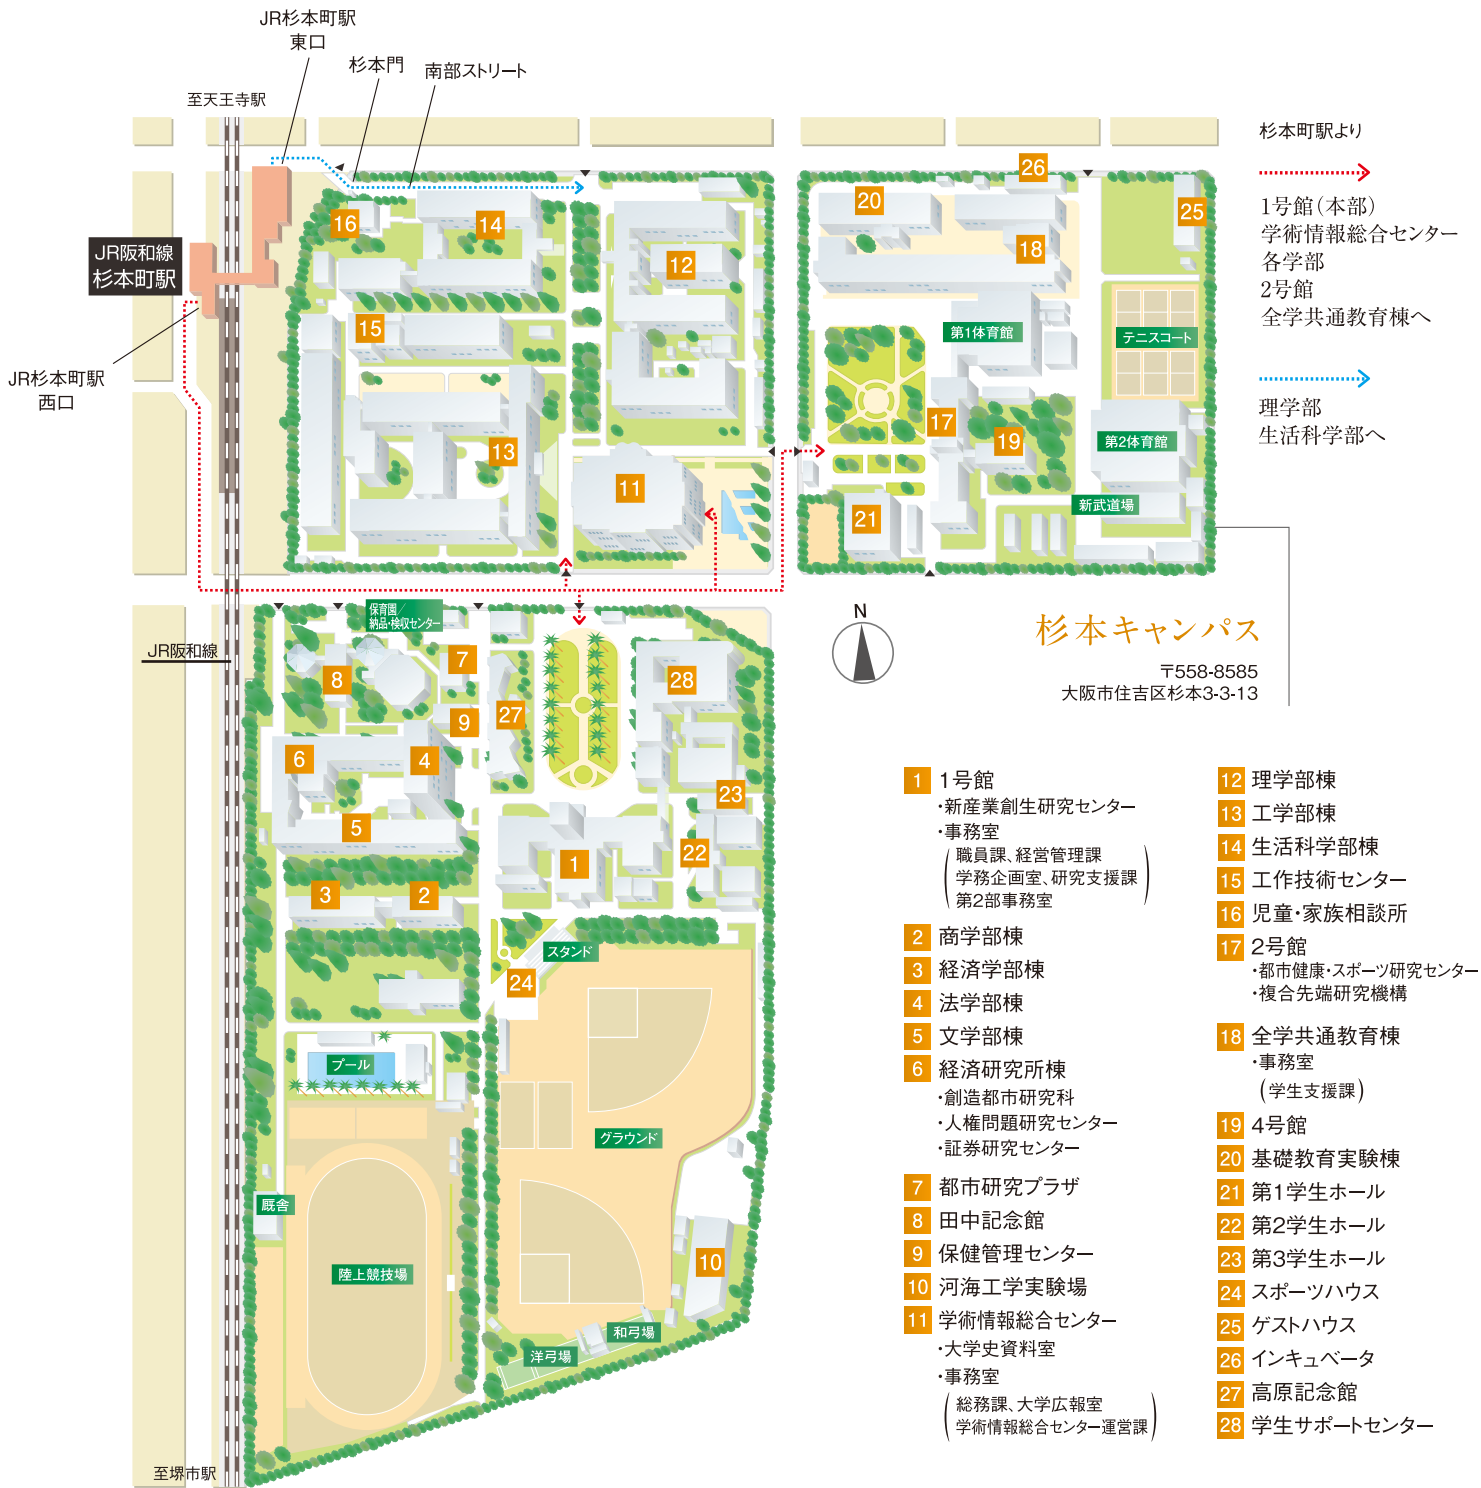 JR杉本町駅
東口
杉本門
南部ストリート
至天王寺駅
杉本町駅より
1号館(本部)
学術情報総合センター
各学部
2号館
全学共通教育棟へ
理学部
生活科学部へ
JR阪和線
杉本町駅
JR杉本町駅
西口
16
14
12
15
13
11
20
26
25
18
第1体育館
テニスコート
17
19
第2体育館
新武道場
21
JR阪和線
保育園/
納品・検収センター
7
8
9
27
28
6
4
5
23
22
1
3
2
スタンド
24
プール
グラウンド
厩舎
陸上競技場
10
和弓場
洋弓場
至堺市駅
N
杉本キャンパス
〒558-8585
大阪市住吉区杉本3-3-13
1 1号館
・新産業創生研究センター
・事務室
(職員課、経営管理課
学務企画室、研究支援課
第2部事務室)
2 商学部棟
3 経済学部棟
4 法学部棟
5 文学部棟
6 経済研究所棟
・創造都市研究科
・人権問題研究センター
・証券研究センター
7 都市研究プラザ
8 田中記念館
9 保健管理センター
10 河海工学実験場
11 学術情報総合センター
・大学史資料室
・事務室
(総務課、大学広報室
学術情報総合センター運営課)
12 理学部棟
13 工学部棟
14 生活科学部棟
15 工作技術センター
16 児童・家族相談所
17 2号館
・都市健康・スポーツ研究センター
・複合先端研究機構
18 全学共通教育棟
・事務室
(学生支援課)
19 4号館
20 基礎教育実験棟
21 第1学生ホール
22 第2学生ホール
23 第3学生ホール
24 スポーツハウス
25 ゲストハウス
26 インキュベータ
27 高原記念館
28 学生サポートセンター